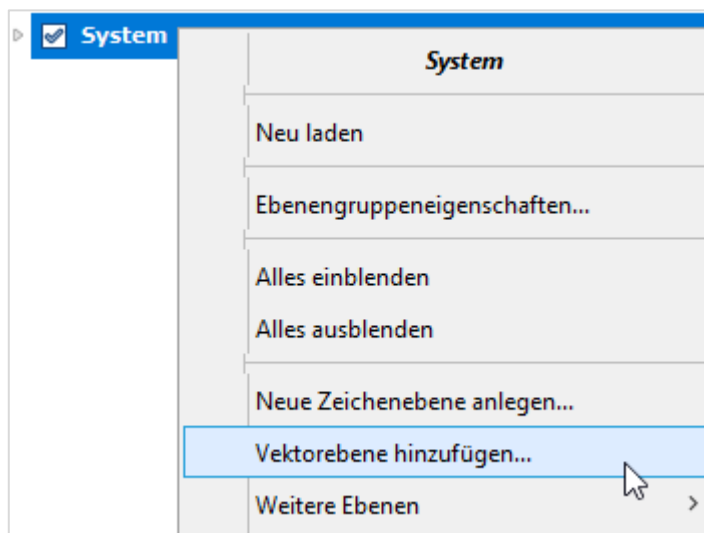 System
System
Neu laden
Ebenengruppeneigenschaften...
Alles einblenden
Alles ausblenden
Neue Zeichenebene anlegen...
Vektorebene hinzufügen...
Weitere Ebenen